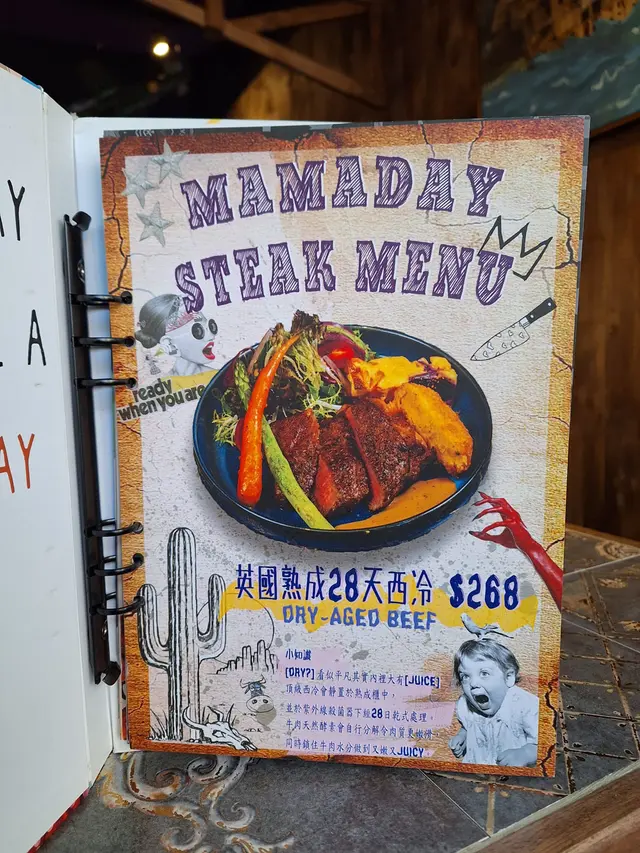 AY
L A
AY
MAMADAY
STEAK MENU
ready
when you are
英國熟成28天西冷 $268
DRY-AGED BEEF
小知識
[DRY?]看似平凡其實內裡大有[JUICE]
頂級西冷會靜置於熟成櫃中，
並於紫外線殺菌器下經28日乾式處理，
牛肉天然酵素會自行分解令肉質更嫩滑，
同時鎖住牛肉水分做到又嫩又JUICY